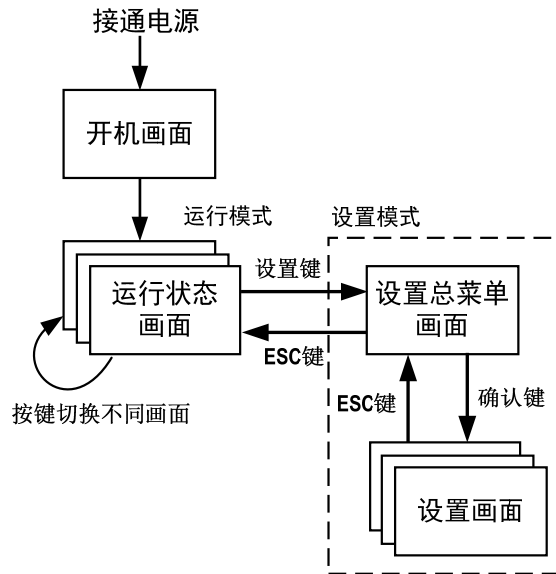 接通电源
开机画面
运行模式
设置模式
运行状态
画面
设置键
设置总菜单
画面
ESC键
按键切换不同画面
ESC键
确认键
设置画面